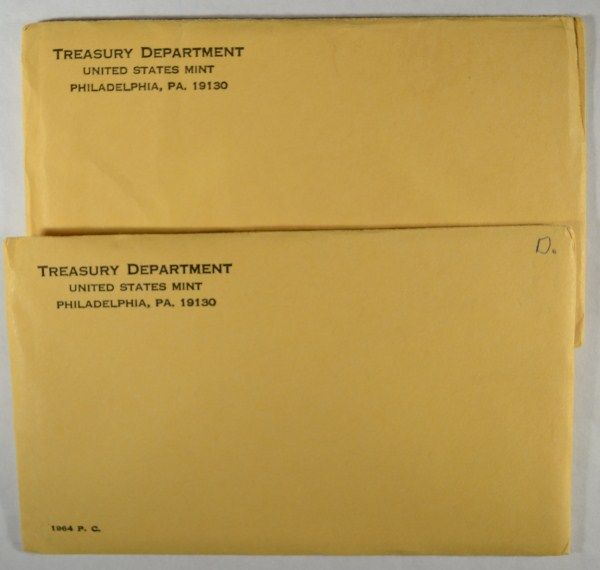 TREASURY DEPARTMENT
UNITED STATES MINT
PHILADELPHIA, PA. 19130
D.
TREASURY DEPARTMENT
UNITED STATES MINT
PHILADELPHIA, PA. 19130
1964 P. C.